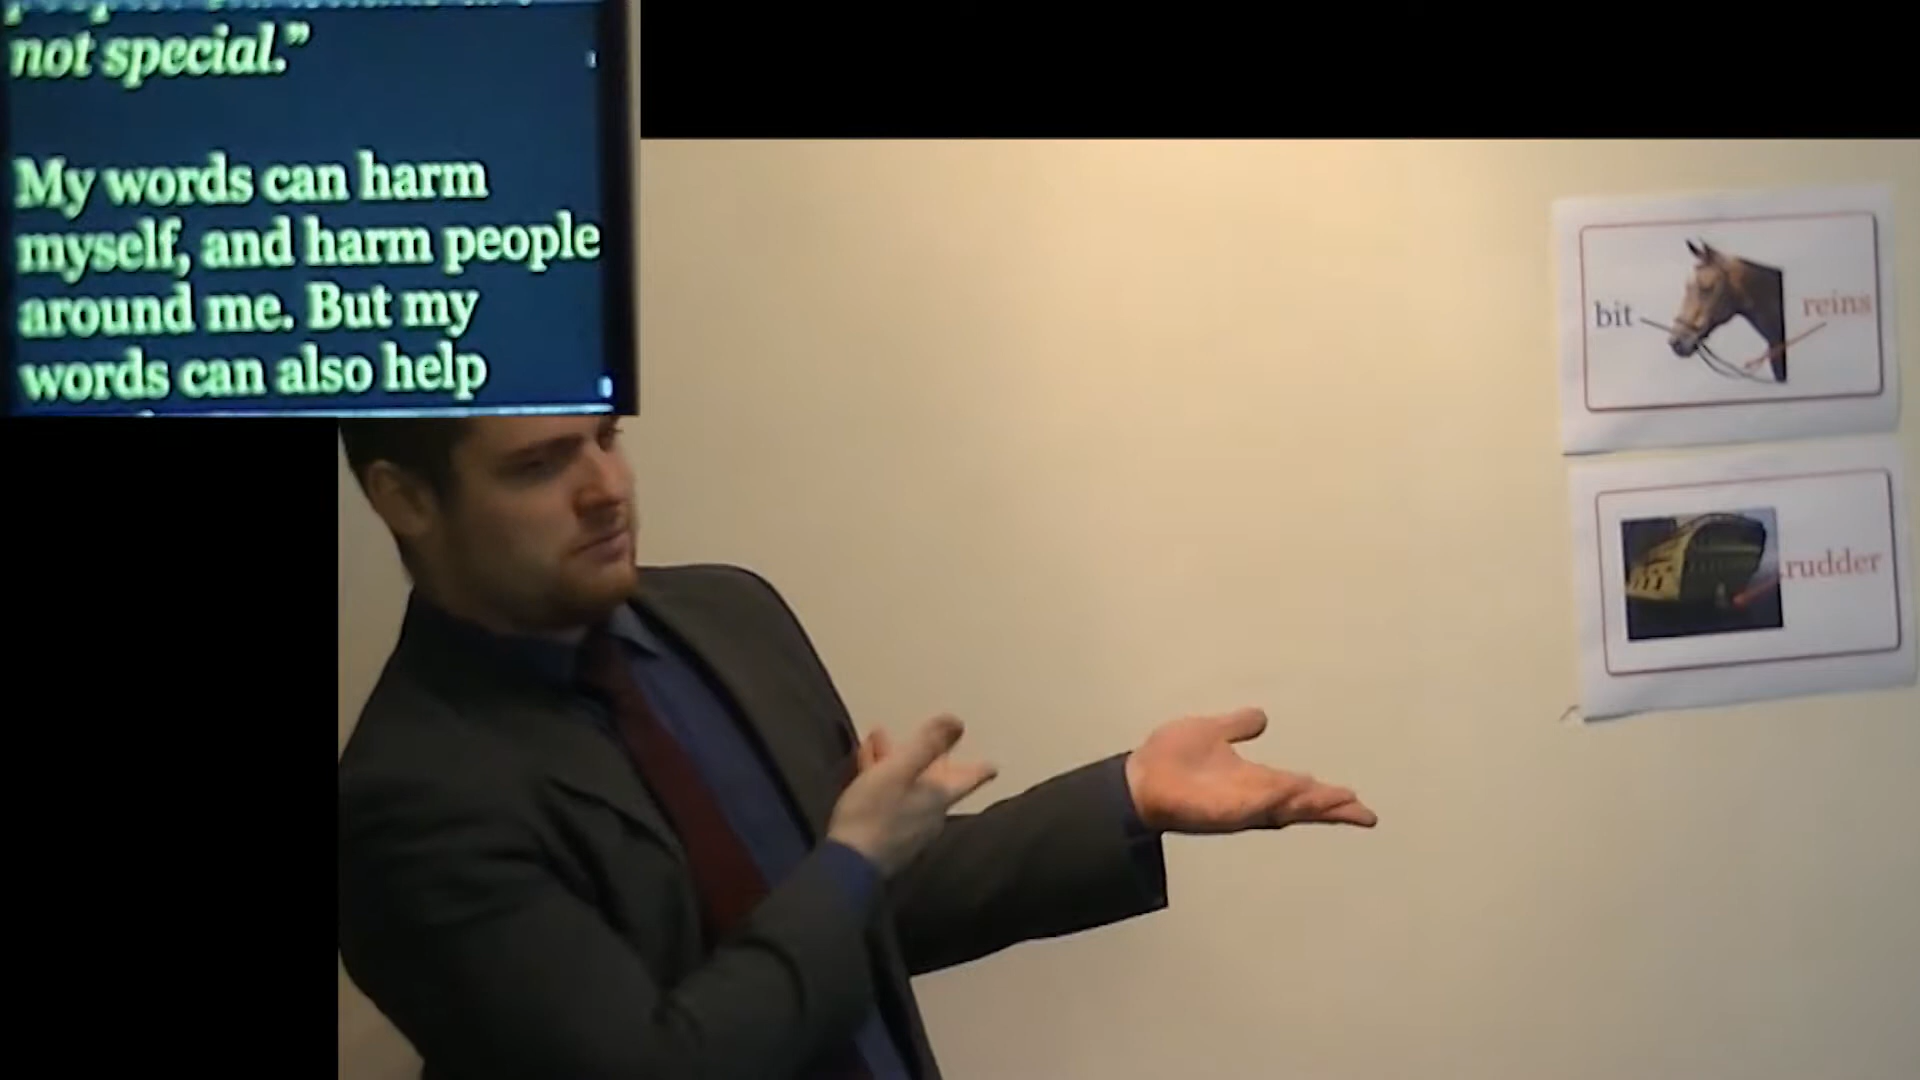 not special.”
My words can harm
myself, and harm people
around me. But my
words can also help
bit
reins
rudder